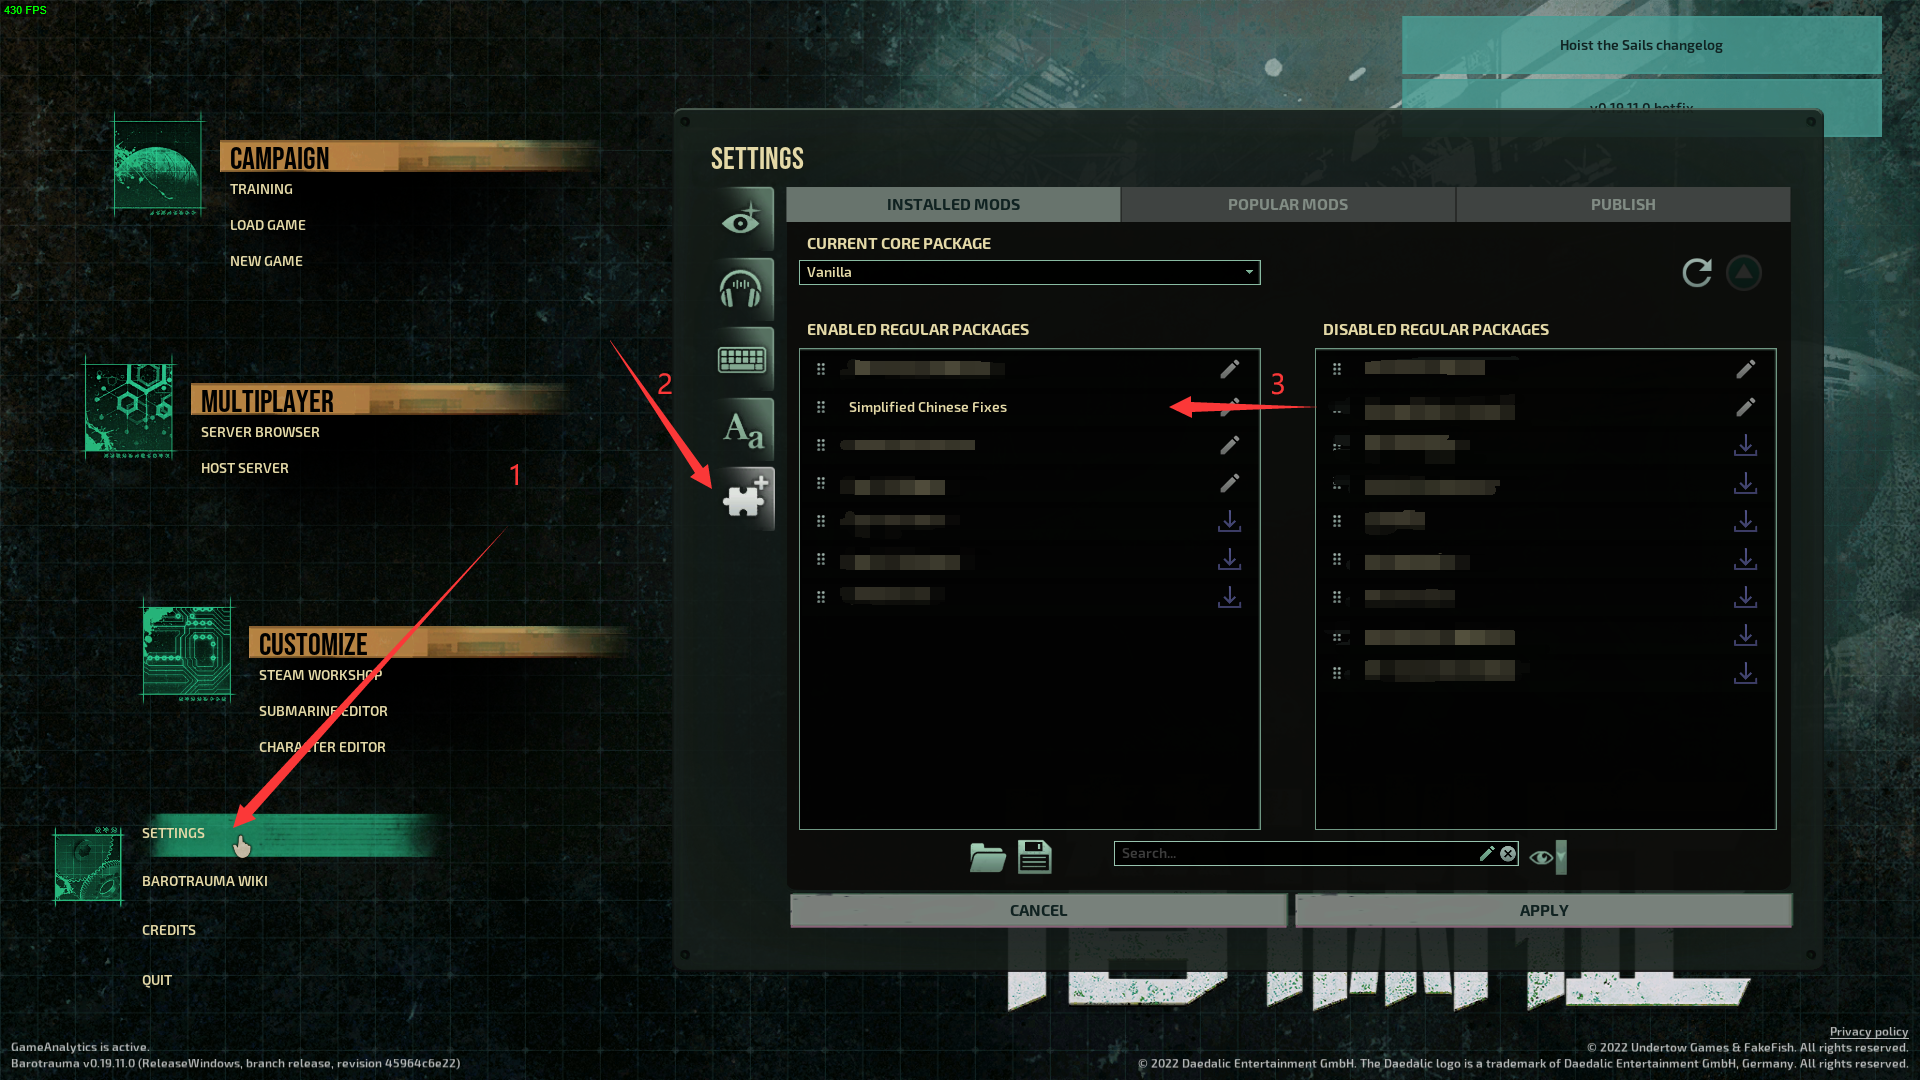 430 FPS
Hoist the Sails changelog
v0.19.11.0 hotfix
CAMPAIGN
TRAINING
LOAD GAME
NEW GAME
MULTIPLAYER
SERVER BROWSER
HOST SERVER
1
CUSTOMIZE
STEAM WORKSHOP
SUBMARINE EDITOR
CHARACTER EDITOR
SETTINGS
BAROTRAUMA WIKI
CREDITS
QUIT
2
SETTINGS
INSTALLED MODS
POPULAR MODS
PUBLISH
CURRENT CORE PACKAGE
Vanilla
ENABLED REGULAR PACKAGES
DISABLED REGULAR PACKAGES
Simplified Chinese Fixes
3
Aa
Search...
CANCEL
APPLY
GameAnalytics is active.
Barotrauma v0.19.11.0 (ReleaseWindows, branch release, revision 45964c6e22)
Privacy policy
© 2022 Undertow Games & FakeFish. All rights reserved.
© 2022 Daedalic Entertainment GmbH. The Daedalic logo is a trademark of Daedalic Entertainment GmbH, Germany. All rights reserved.